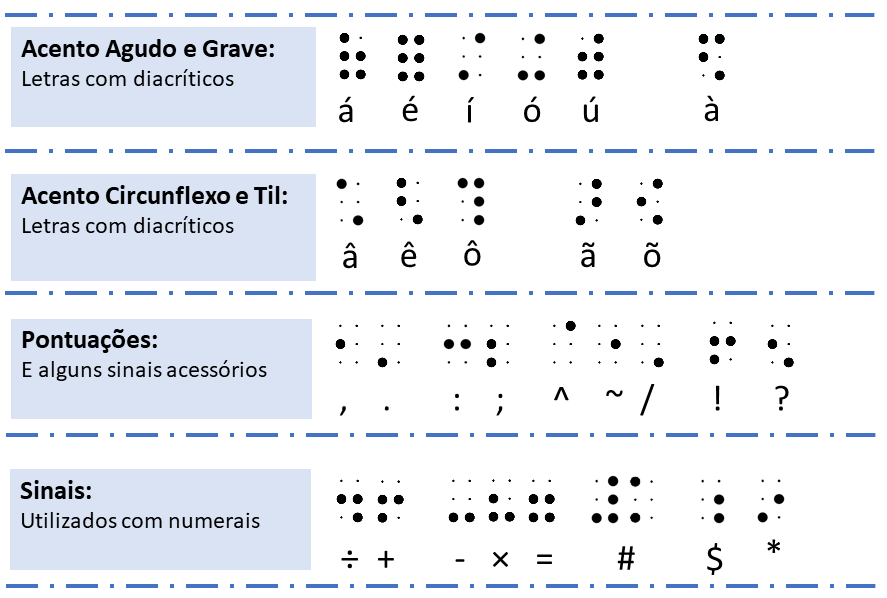 Acento Agudo e Grave:
Letras com diacríticos
⠷ ⠿ ⠌ ⠬ ⠾ ⠫
á é í ó ú à
Acento Circunflexo e Til:
Letras com diacríticos
⠡ ⠣ ⠹ ⠜ ⠪
â ê ô ã õ
Pontuações:
E alguns sinais acessórios
⠂ ⠄ ⠒ ⠆ ⠈ ⠐ ⠠ ⠖ ⠢
, . : ; ^ ~ / ! ?
Sinais:
Utilizados com numerais
⠲ ⠖ ⠤ ⠦ ⠶ ⠼⠇ ⠰ ⠔
÷ + - × = # $ *